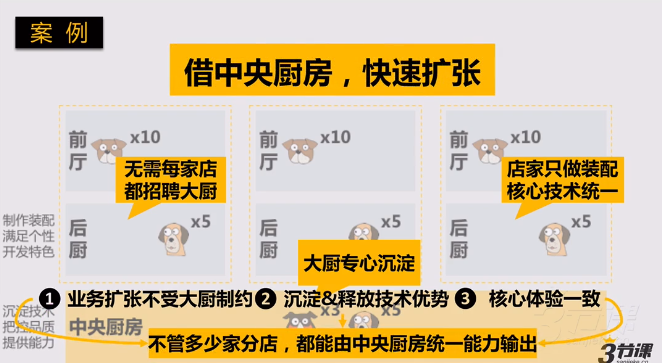 案 例
借中央厨房，快速扩张
前厅
x10
前厅
x10
前厅
x10
无需每家店
都招聘大厨
店家只做装配
核心技术统一
制作装配
满足个性
开发特色
后厨
x5
后厨
x5
后厨
x5
大厨专心沉淀
❶ 业务扩张不受大厨制约
❷ 沉淀&释放技术优势
❸ 核心体验一致
沉淀技术
把控品质
提供能力
中央厨房
x3
x5
不管多少家分店，都能由中央厨房统一能力输出
3节课
sanjieke.cn